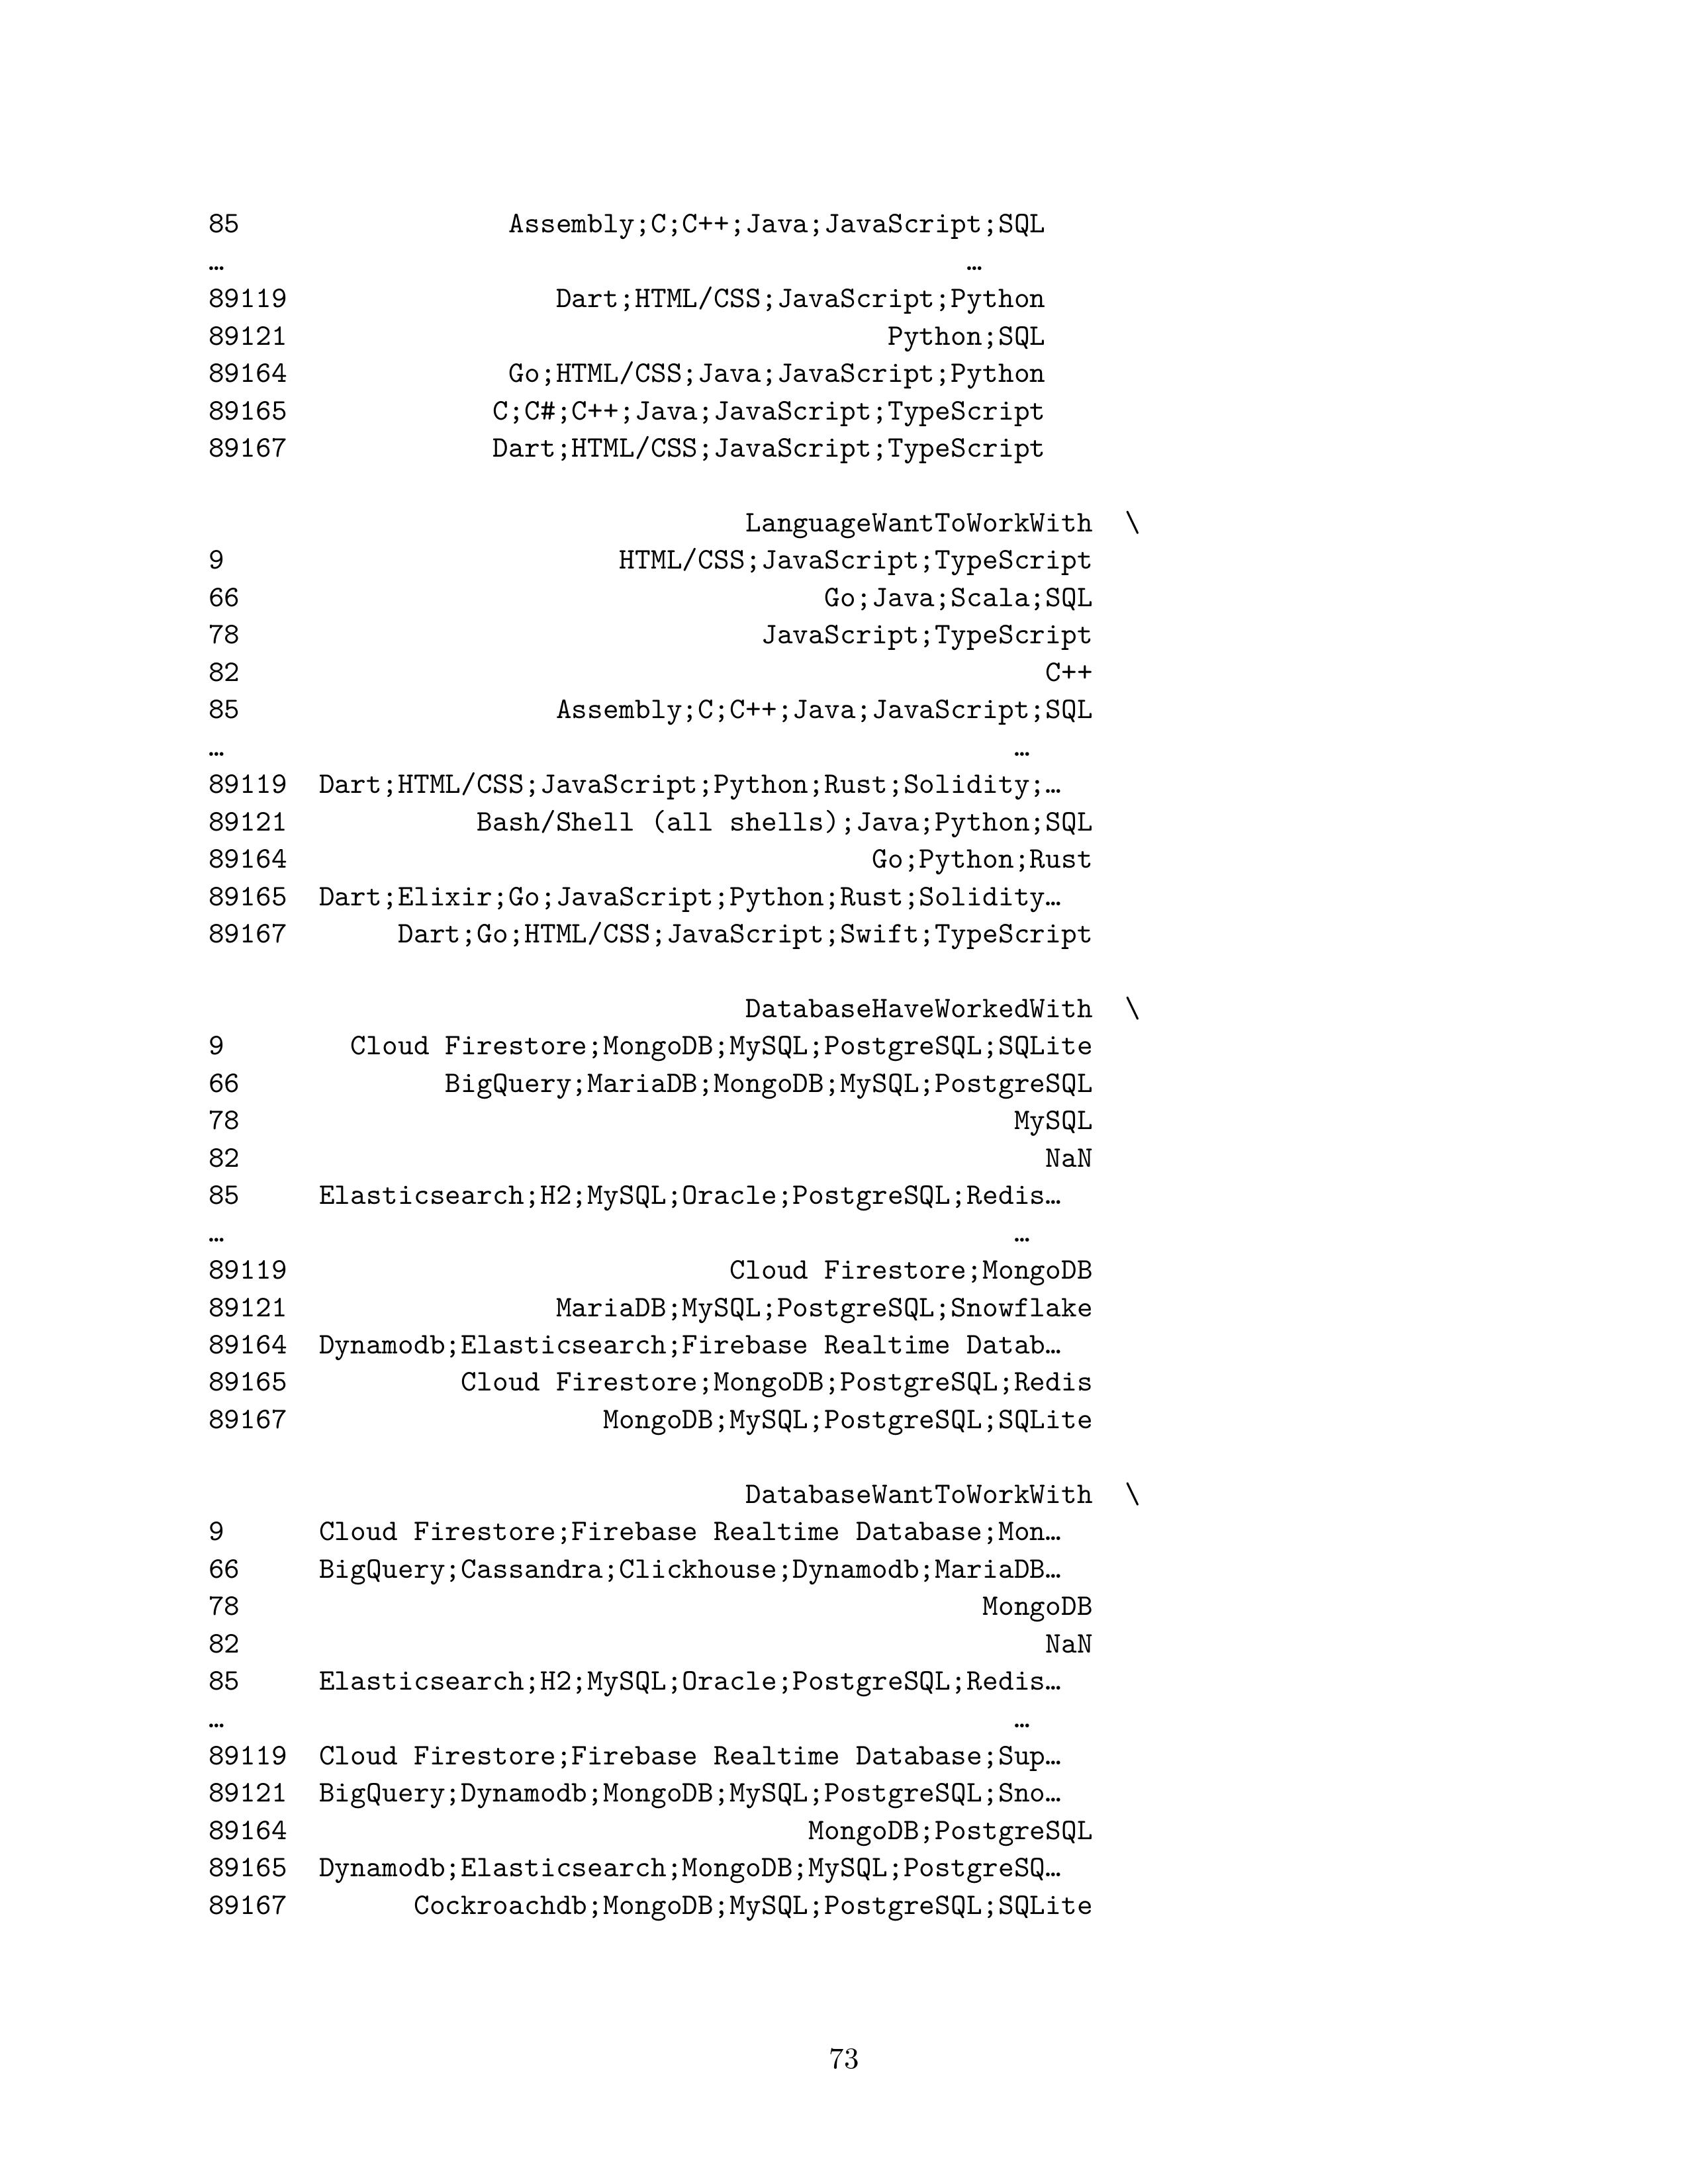 85 Assembly;C;C++;Java;JavaScript;SQL
… …
89119 Dart;HTML/CSS;JavaScript;Python
89121 Python;SQL
89164 Go;HTML/CSS;Java;JavaScript;Python
89165 C;C#;C++;Java;JavaScript;TypeScript
89167 Dart;HTML/CSS;JavaScript;TypeScript
LanguageWantToWorkWith \
9 HTML/CSS;JavaScript;TypeScript
66 Go;Java;Scala;SQL
78 JavaScript;TypeScript
82 C++
85 Assembly;C;C++;Java;JavaScript;SQL
… …
89119 Dart;HTML/CSS;JavaScript;Python;Rust;Solidity;…
89121 Bash/Shell (all shells);Java;Python;SQL
89164 Go;Python;Rust
89165 Dart;Elixir;Go;JavaScript;Python;Rust;Solidity…
89167 Dart;Go;HTML/CSS;JavaScript;Swift;TypeScript
DatabaseHaveWorkedWith \
9 Cloud Firestore;MongoDB;MySQL;PostgreSQL;SQLite
66 BigQuery;MariaDB;MongoDB;MySQL;PostgreSQL
78 MySQL
82 NaN
85 Elasticsearch;H2;MySQL;Oracle;PostgreSQL;Redis…
… …
89119 Cloud Firestore;MongoDB
89121 MariaDB;MySQL;PostgreSQL;Snowflake
89164 Dynamodb;Elasticsearch;Firebase Realtime Datab…
89165 Cloud Firestore;MongoDB;PostgreSQL;Redis
89167 MongoDB;MySQL;PostgreSQL;SQLite
DatabaseWantToWorkWith \
9 Cloud Firestore;Firebase Realtime Database;Mon…
66 BigQuery;Cassandra;Clickhouse;Dynamodb;MariaDB…
78 MongoDB
82 NaN
85 Elasticsearch;H2;MySQL;Oracle;PostgreSQL;Redis…
… …
89119 Cloud Firestore;Firebase Realtime Database;Sup…
89121 BigQuery;Dynamodb;MongoDB;MySQL;PostgreSQL;Sno…
89164 MongoDB;PostgreSQL
89165 Dynamodb;Elasticsearch;MongoDB;MySQL;PostgreSQ…
89167 Cockroachdb;MongoDB;MySQL;PostgreSQL;SQLite
73